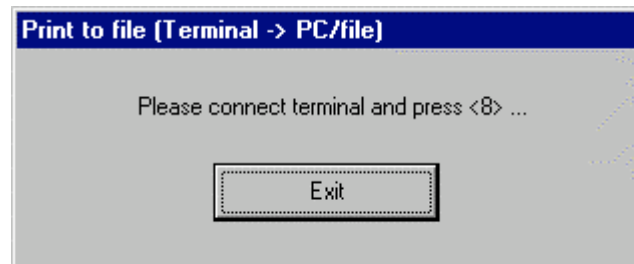 Print to file (Terminal -> PC/file)
Please connect terminal and press <8> ...
Exit